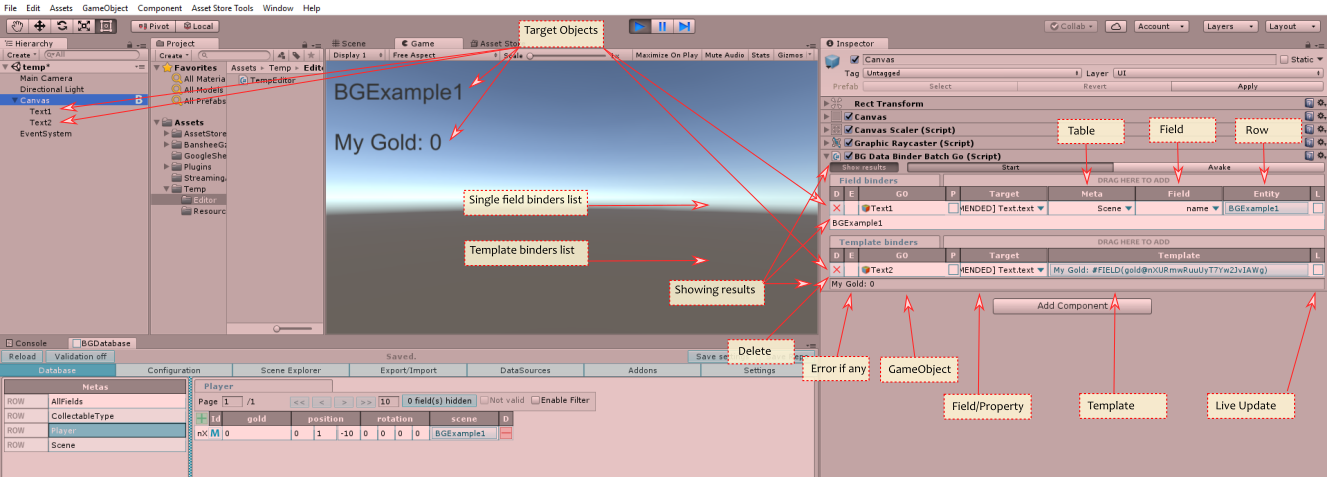 File Edit Assets GameObject Component Asset Store Tools Window Help
Pivot Local
Collab Account Layers Layout
Hierarchy
Create All
temp*
Main Camera
Directional Light
Canvas
Text1
Text2
EventSystem
Project
Create
Favorites
All Materia
All Models
All Prefabs
Assets
AssetStore
BansheeGz
GoogleShe
Plugins
Streaming
Temp
Editor
Resourc
Assets Temp Edito
TempEditor
Scene Game Asset Sto
Display 1 Free Aspect Scale 1x Maximize On Play Mute Audio Stats Gizmos
Target Objects
BGExample1
My Gold: 0
Single field binders list
Template binders list
Showing results
Delete
Inspector
Canvas Static
Tag Untagged Layer UI
Prefab Select Revert Apply
Rect Transform
Canvas
Canvas Scaler (Script)
Graphic Raycaster (Script)
BG Data Binder Batch Go (Script)
Table Field Row
Show results Start Awake
Field binders DRAG HERE TO ADD
D E GO P Target Meta Field Entity L
Text1 MENDED] Text.text Scene name BGExample1
BGExample1
Template binders DRAG HERE TO ADD
D E GO P Target Template L
Text2 MENDED] Text.text My Gold: #FIELD(gold@nXURmwRuuUyT7Yw2JvIAWg)
My Gold: 0
Add Component
Error if any GameObject
Field/Property Template Live Update
Console BGDatabase
Reload Validation off Saved. Save se
Database Configuration Scene Explorer Export/Import DataSources Addons Settings
Metas
ROW AllFields
ROW CollectableType
ROW Player
ROW Scene
Player
Page 1 /1 << < > >> 10 0 field(s) hidden Not valid Enable Filter
Id gold position rotation scene D
nX M 0 0 1 -10 0 0 0 0 BGExample1